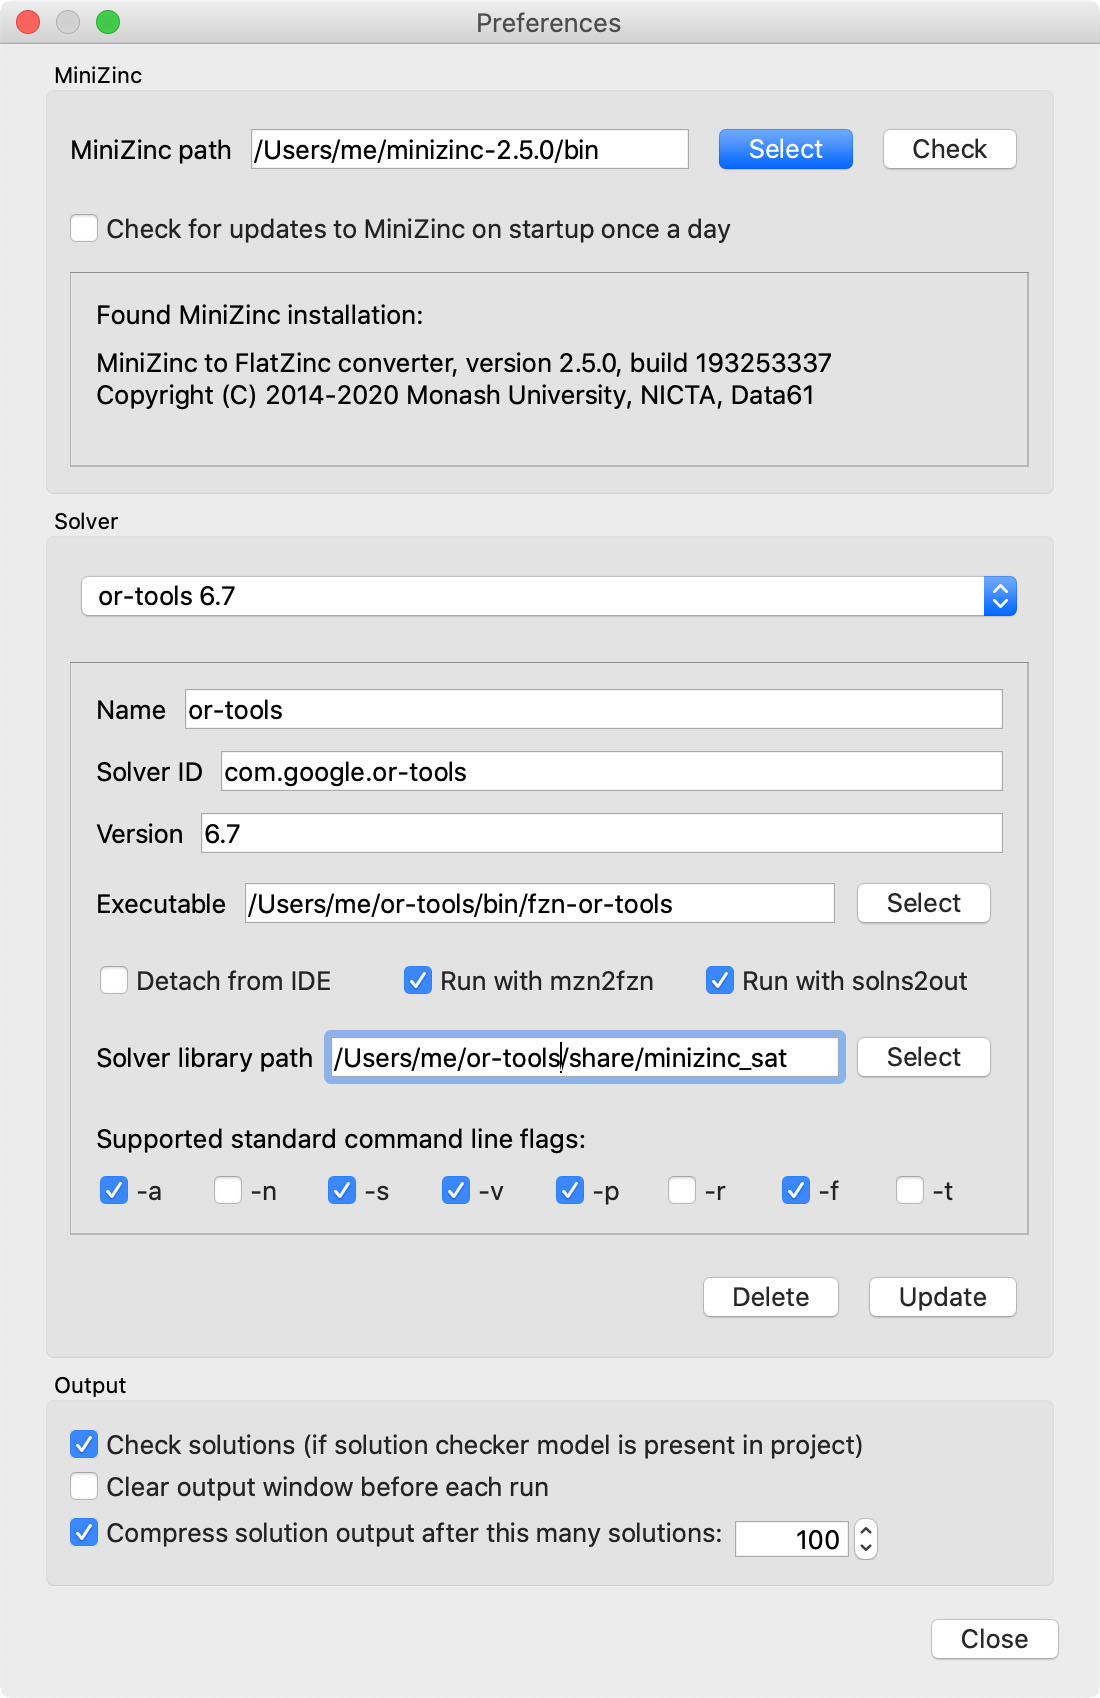 Preferences
MiniZinc
MiniZinc path /Users/me/minizinc-2.5.0/bin Select Check
Check for updates to MiniZinc on startup once a day
Found MiniZinc installation:
MiniZinc to FlatZinc converter, version 2.5.0, build 193253337
Copyright (C) 2014-2020 Monash University, NICTA, Data61
Solver
or-tools 6.7
Name or-tools
Solver ID com.google.or-tools
Version 6.7
Executable /Users/me/or-tools/bin/fzn-or-tools Select
Detach from IDE Run with mzn2fzn Run with solns2out
Solver library path /Users/me/or-tools/share/minizinc_sat Select
Supported standard command line flags:
-a -n -s -v -p -r -f -t
Delete Update
Output
Check solutions (if solution checker model is present in project)
Clear output window before each run
Compress solution output after this many solutions: 100
Close